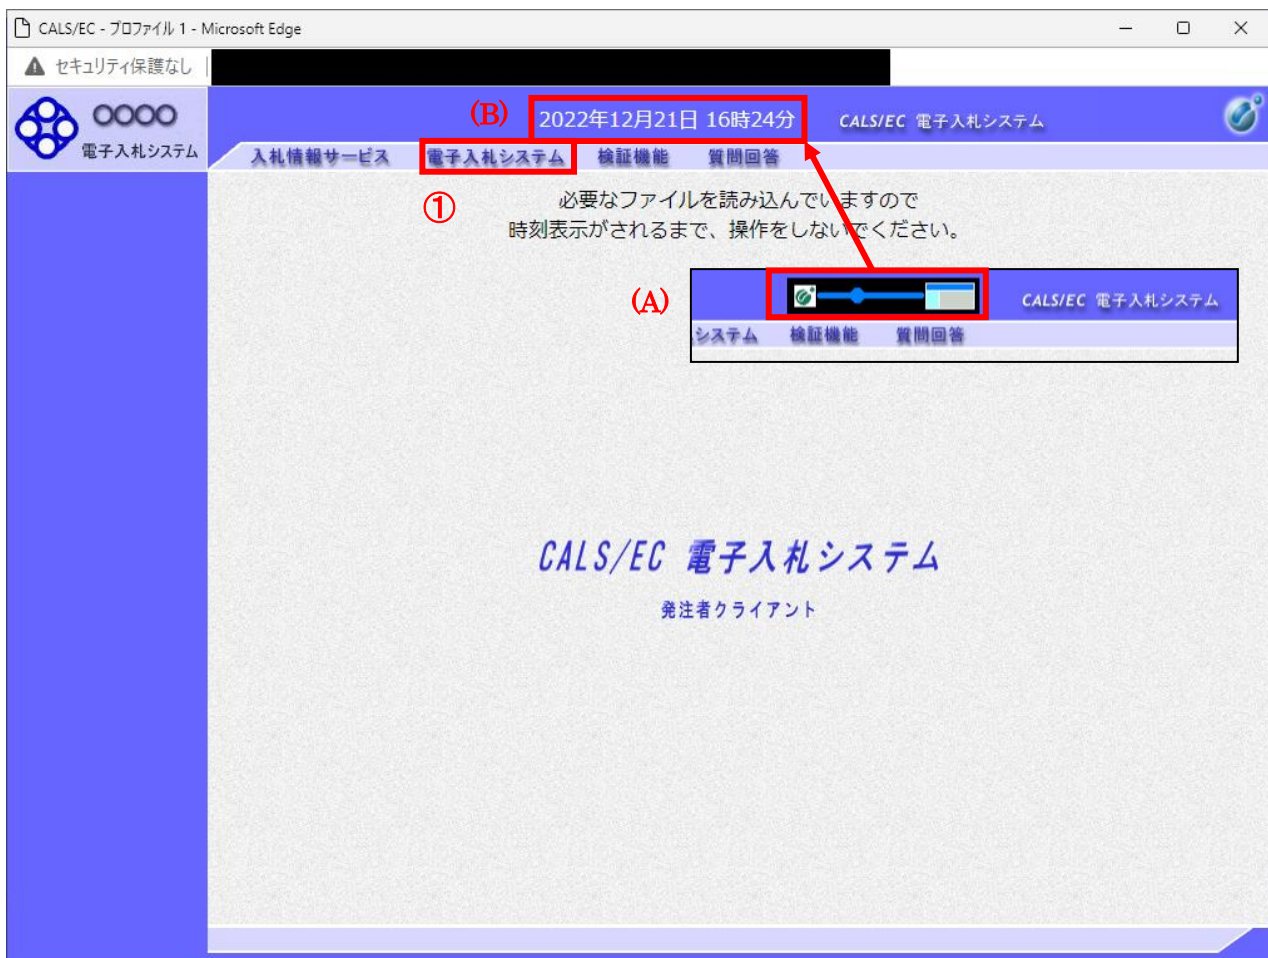 CALS/EC - プロファイル 1 - Microsoft Edge
セキュリティ保護なし
○○○○
電子入札システム
(B)
2022年12月21日 16時24分
CALS/EC 電子入札システム
入札情報サービス 電子入札システム 検証機能 質問回答
①
必要なファイルを読み込んでいますので
時刻表示がされるまで、操作をしないでください。
(A)
CALS/EC 電子入札システム
システム 検証機能 質問回答
CALS/EC 電子入札システム
発注者クライアント